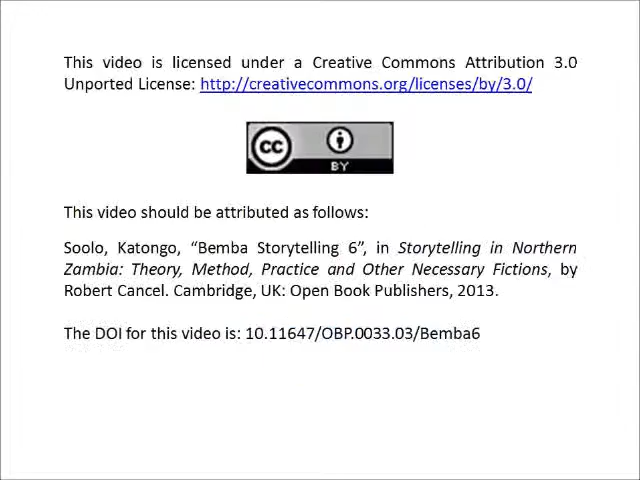 This video is licensed under a Creative Commons Attribution 3.0
Unported License: http://creativecommons.org/licenses/by/3.0/
cc
BY
This video should be attributed as follows:
Soolo, Katongo, “Bemba Storytelling 6”, in Storytelling in Northern
Zambia: Theory, Method, Practice and Other Necessary Fictions, by
Robert Cancel. Cambridge, UK: Open Book Publishers, 2013.
The DOI for this video is: 10.11647/OBP.0033.03/Bemba6